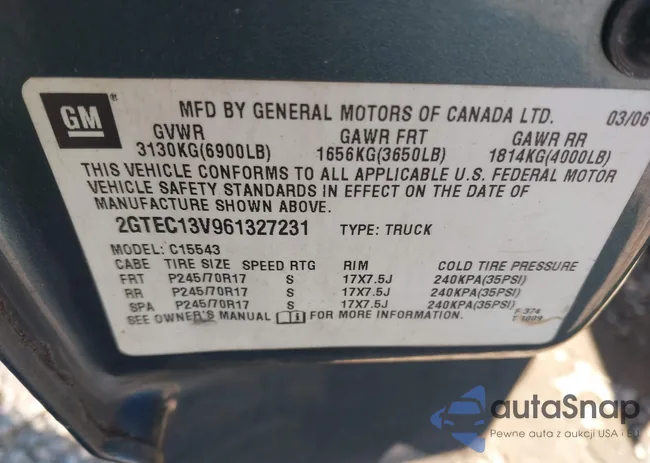 GM ®
MFD BY GENERAL MOTORS OF CANADA LTD. 03/06
GVWR GAWR FRT GAWR RR
3130KG(6900LB) 1656KG(3650LB) 1814KG(4000LB)
THIS VEHICLE CONFORMS TO ALL APPLICABLE U.S. FEDERAL MOTOR
VEHICLE SAFETY STANDARDS IN EFFECT ON THE DATE OF
MANUFACTURE SHOWN ABOVE.
2GTEC13V961327231 TYPE: TRUCK
MODEL: C15543
CABE TIRE SIZE SPEED RTG RIM COLD TIRE PRESSURE
FRT P245/70R17 S 17X7.5J 240KPA(35PSI)
RR P245/70R17 S 17X7.5J 240KPA(35PSI)
SPA P245/70R17 S 17X7.5J 240KPA(35PSI)
SEE OWNER'S MANUAL FOR MORE INFORMATION.
autaSnap
Pewne auta z aukcji USA i EU